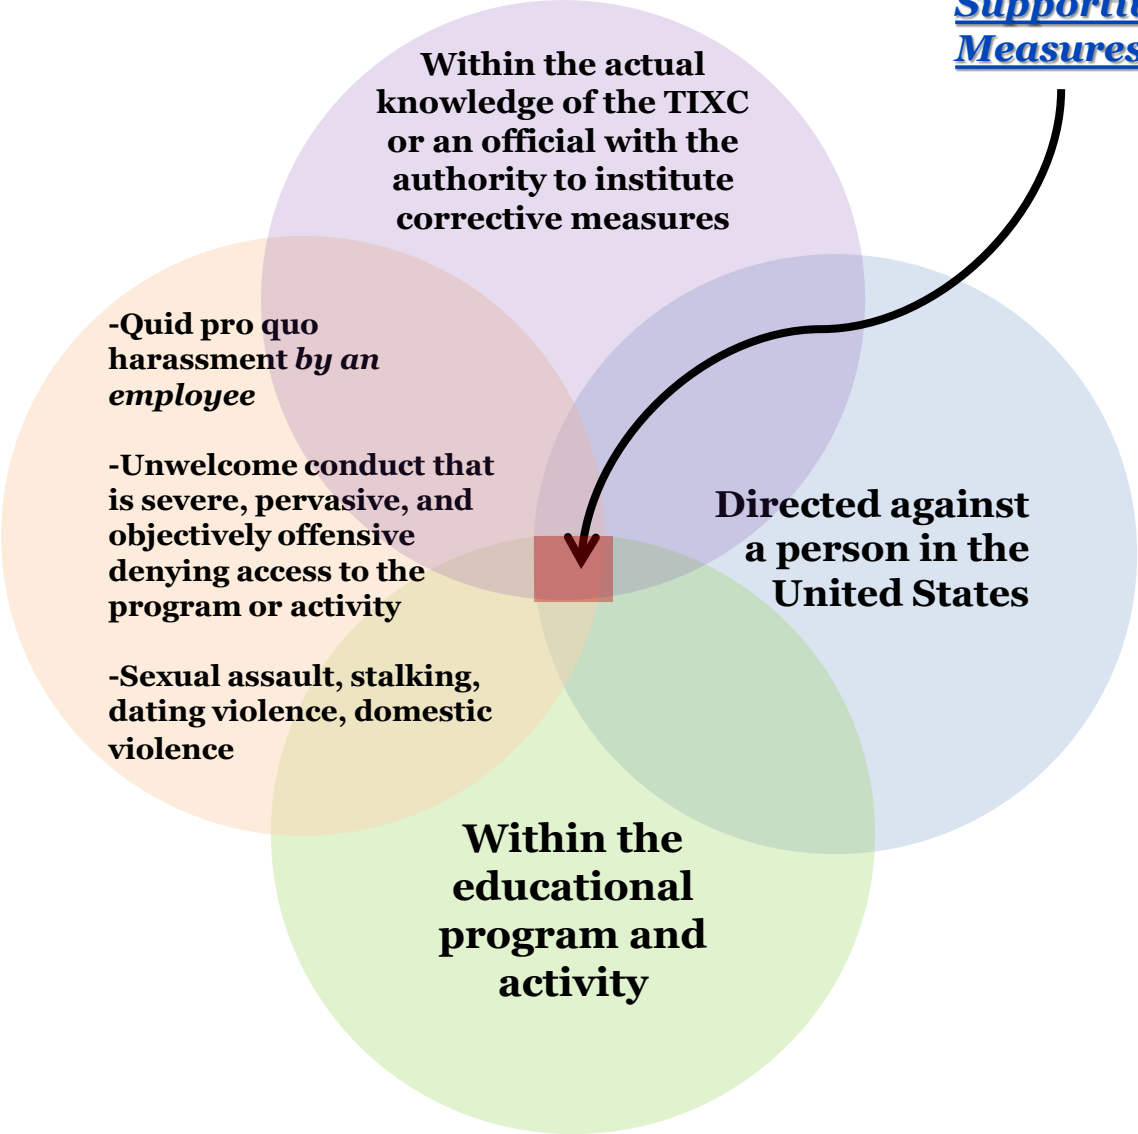 Measures
Within the actual
knowledge of the TIXC
or an official with the
authority to institute
corrective measures
-Quid pro quo
harassment by an
employee
-Unwelcome conduct that
is severe, pervasive, and
objectively offensive
denying access to the
program or activity
-Sexual assault, stalking,
dating violence, domestic
violence
Directed against
a person in the
United States
Within the
educational
program and
activity